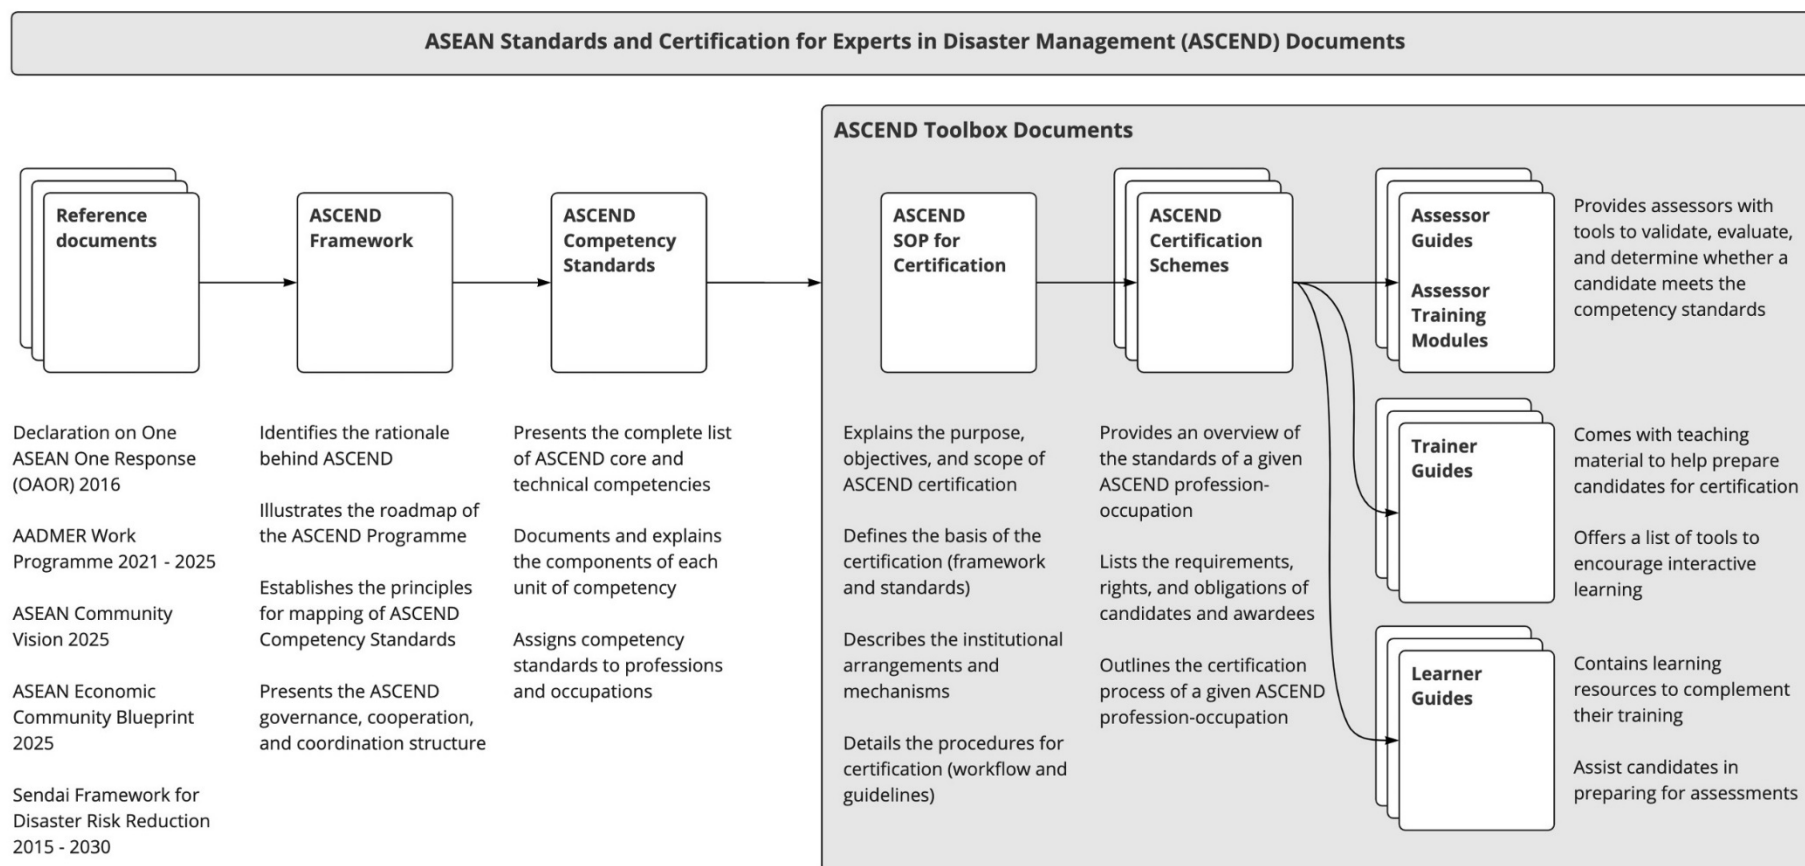 ASEAN Standards and Certification for Experts in Disaster Management (ASCEND) Documents
ASCEND Toolbox Documents
Reference
documents
ASCEND
Framework
ASCEND
Competency
Standards
ASCEND
SOP for
Certification
ASCEND
Certification
Schemes
Assessor
Guides
Assessor
Training
Modules
Provides assessors with
tools to validate, evaluate,
and determine whether a
candidate meets the
competency standards
Declaration on One
ASEAN One Response
(OAOR) 2016
AADMER Work
Programme 2021 - 2025
ASEAN Community
Vision 2025
ASEAN Economic
Community Blueprint
2025
Sendai Framework for
Disaster Risk Reduction
2015 - 2030
Identifies the rationale
behind ASCEND
Illustrates the roadmap of
the ASCEND Programme
Establishes the principles
for mapping of ASCEND
Competency Standards
Presents the ASCEND
governance, cooperation,
and coordination structure
Presents the complete list
of ASCEND core and
technical competencies
Documents and explains
the components of each
unit of competency
Assigns competency
standards to professions
and occupations
Explains the purpose,
objectives, and scope of
ASCEND certification
Defines the basis of the
certification (framework
and standards)
Describes the institutional
arrangements and
mechanisms
Details the procedures for
certification (workflow and
guidelines)
Provides an overview of
the standards of a given
ASCEND profession-
occupation
Lists the requirements,
rights, and obligations of
candidates and awardees
Outlines the certification
process of a given ASCEND
profession-occupation
Trainer
Guides
Comes with teaching
material to help prepare
candidates for certification
Offers a list of tools to
encourage interactive
learning
Learner
Guides
Contains learning
resources to complement
their training
Assist candidates in
preparing for assessments